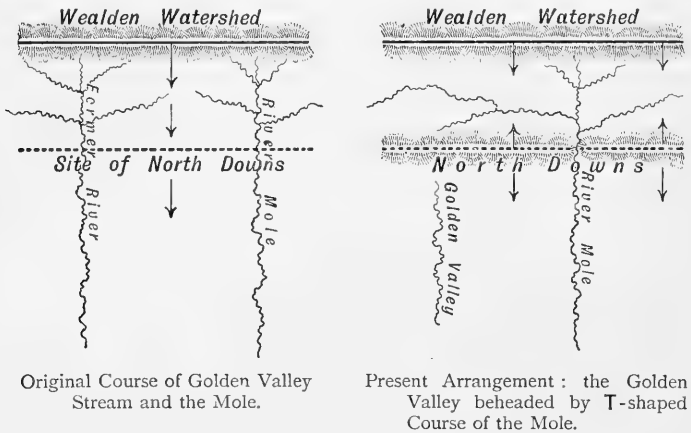 Wealden Watershed
Former River
River Mole
Site of North Downs
Original Course of Golden Valley
Stream and the Mole.
Wealden Watershed
North Downs
Golden Valley
River Mole
Present Arrangement : the Golden
Valley beheaded by T-shaped
Course of the Mole.